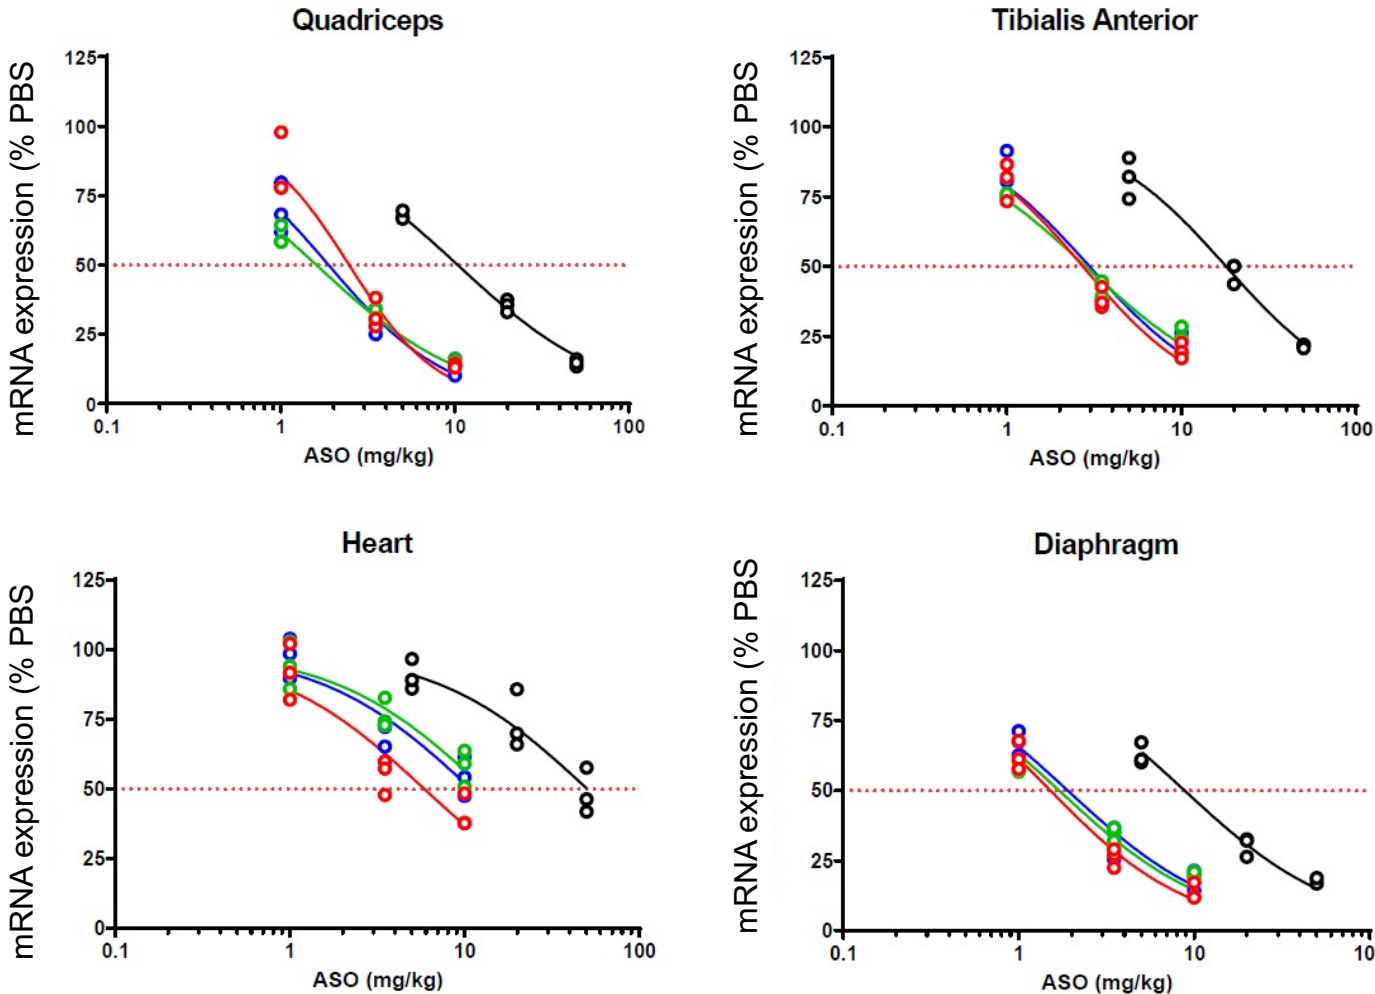 Quadriceps
mRNA expression (% PBS
125
100
75
50
25
0
0.1 1 10 100
ASO (mg/kg)
Tibialis Anterior
mRNA expression (% PBS
125
100
75
50
25
0
0.1 1 10 100
ASO (mg/kg)
Heart
mRNA expression (% PBS
125
100
75
50
25
0
0.1 1 10 100
ASO (mg/kg)
Diaphragm
mRNA expression (% PBS
125
100
75
50
25
0
0.1 1 10 10
ASO (mg/kg)